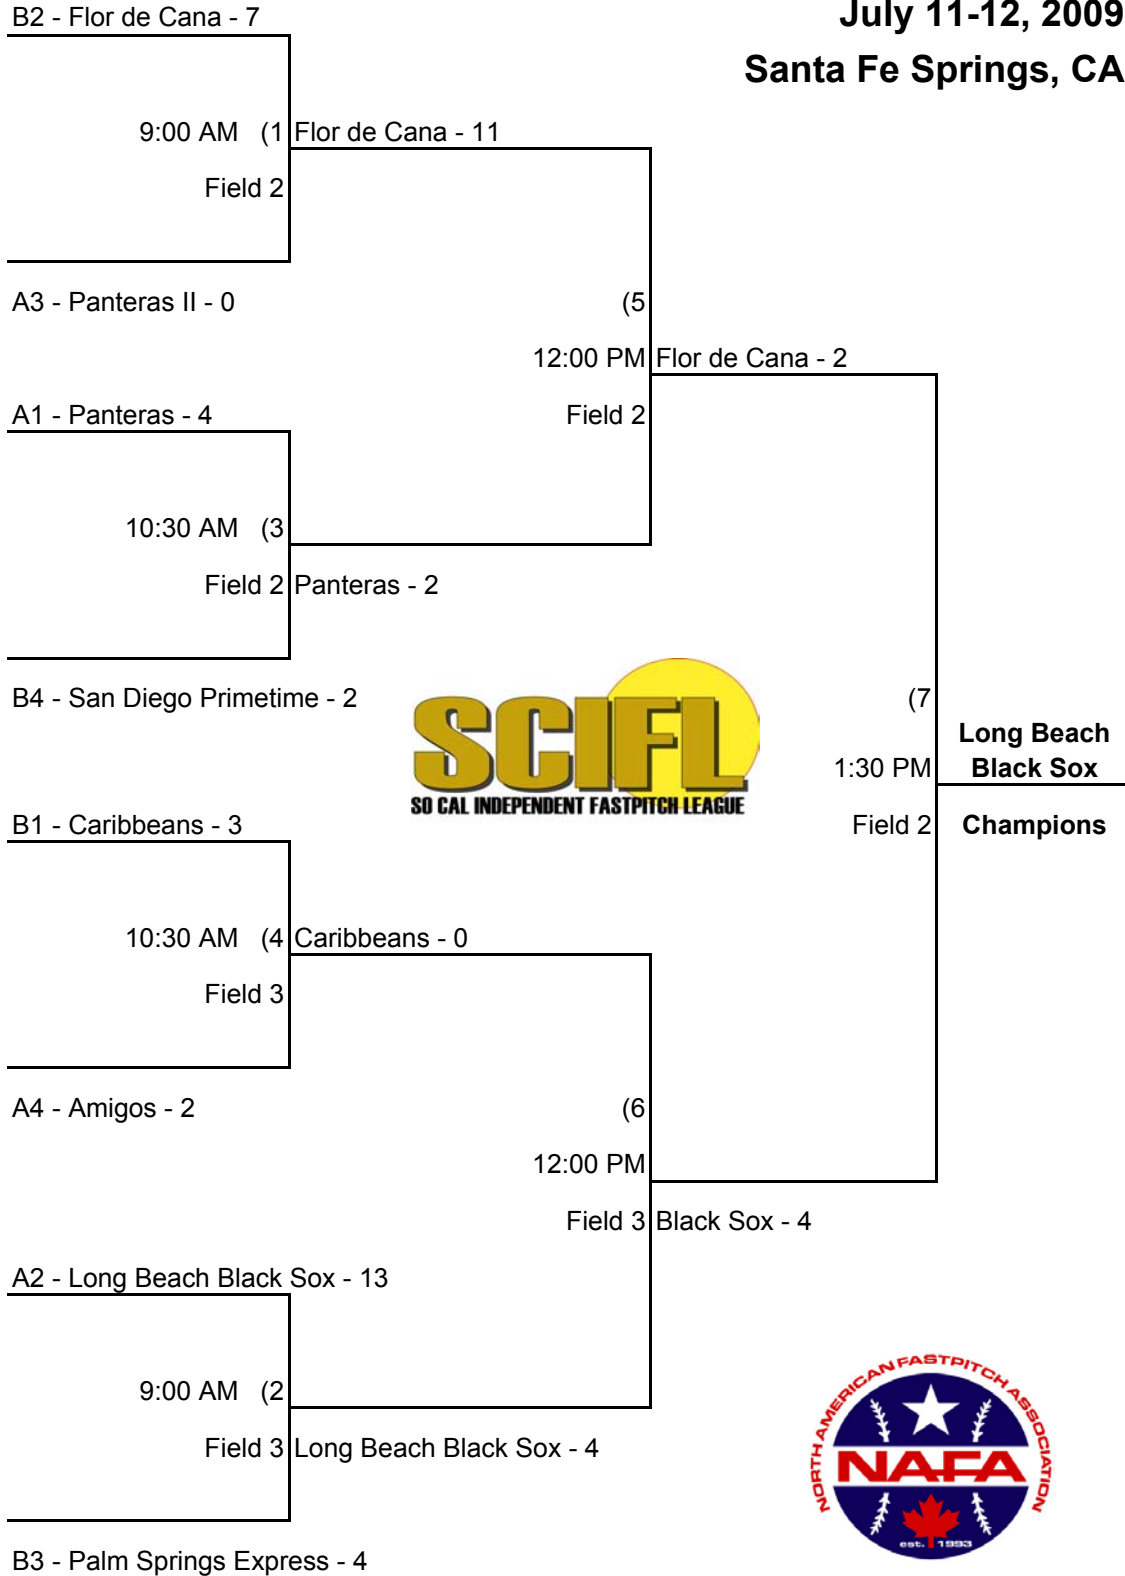 B2 - Flor de Cana - 7
July 11-12, 2009
Santa Fe Springs, CA
9:00 AM (1
Flor de Cana - 11
Field 2
A3 - Panteras II - 0
(5
12:00 PM
Flor de Cana - 2
A1 - Panteras - 4
Field 2
10:30 AM (3
Field 2
Panteras - 2
B4 - San Diego Primetime - 2
SCIFL
SO CAL INDEPENDENT FASTPITCH LEAGUE
(7
Long Beach
Black Sox
1:30 PM
B1 - Caribbeans - 3
Field 2
Champions
10:30 AM (4
Caribbeans - 0
Field 3
A4 - Amigos - 2
(6
12:00 PM
Field 3
Black Sox - 4
A2 - Long Beach Black Sox - 13
9:00 AM (2
Field 3
Long Beach Black Sox - 4
NORTH AMERICAN FASTPITCH ASSOCIATION
NAFA
est. 1993
B3 - Palm Springs Express - 4